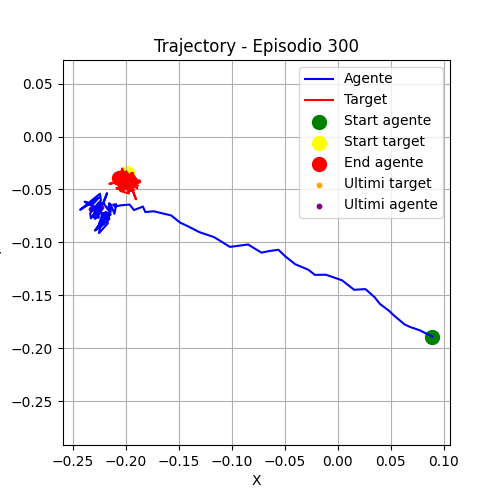 Trajectory - Episodio 300
Agente
Target
Start agente
Start target
End agente
Ultimi target
Ultimi agente
0.05
0.00
−0.05
−0.10
−0.15
−0.20
−0.25
−0.25 −0.20 −0.15 −0.10 −0.05 0.00 0.05 0.10
X